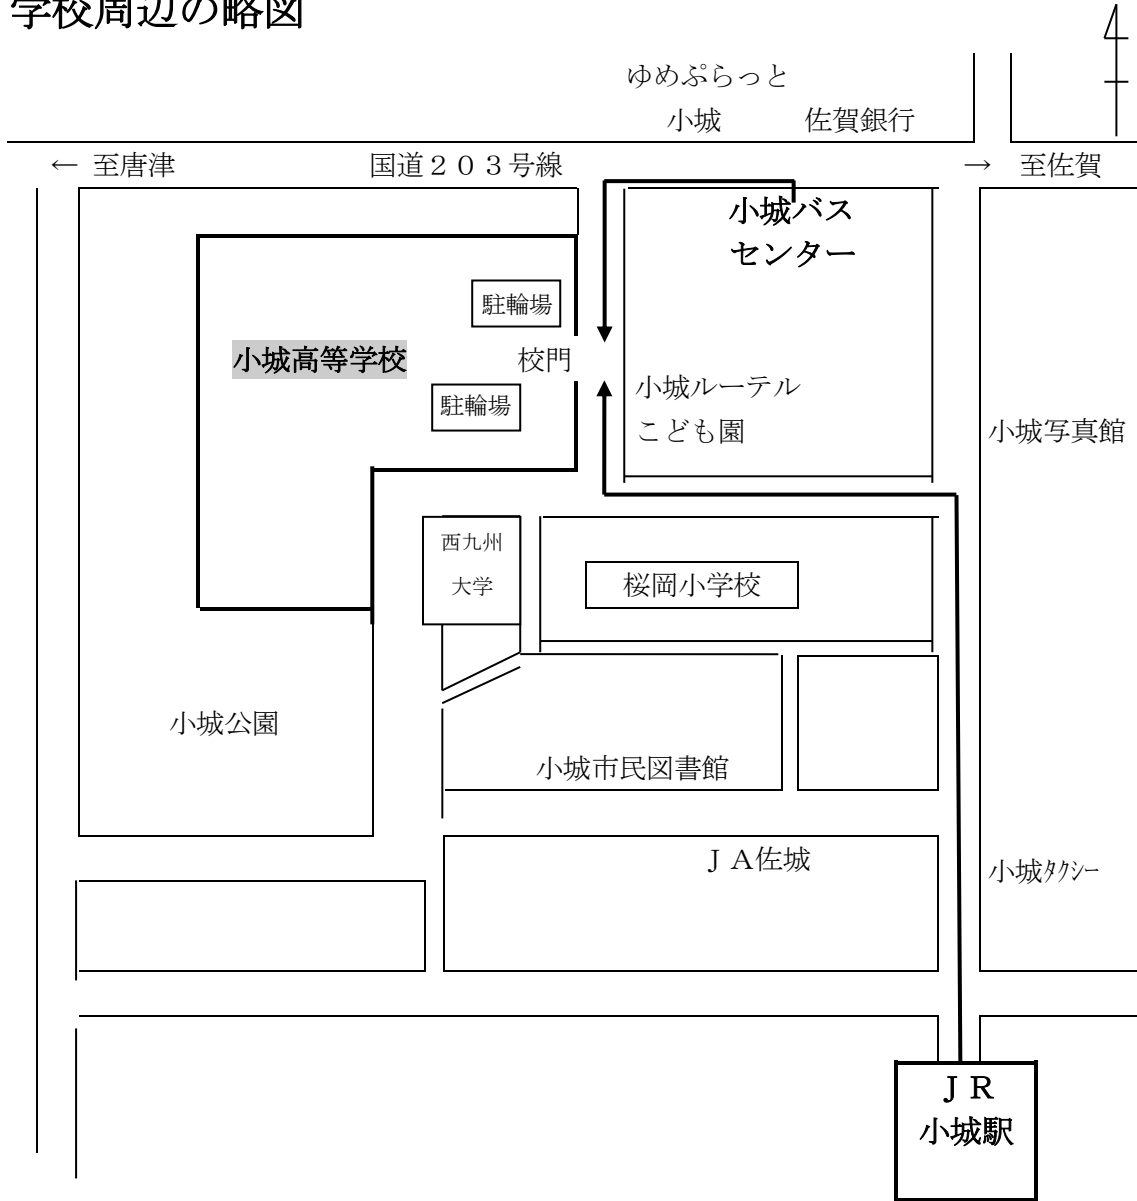 学校周辺の略図
ゆめぷらっと
小城
佐賀銀行
← 至唐津
国道２０３号線
→ 至佐賀
小城バス
センター
駐輪場
小城高等学校
校門
駐輪場
小城ルーテル
こども園
小城写真館
西九州
大学
桜岡小学校
小城公園
小城市民図書館
ＪＡ佐城
小城ﾀｸｼｰ
ＪＲ
小城駅